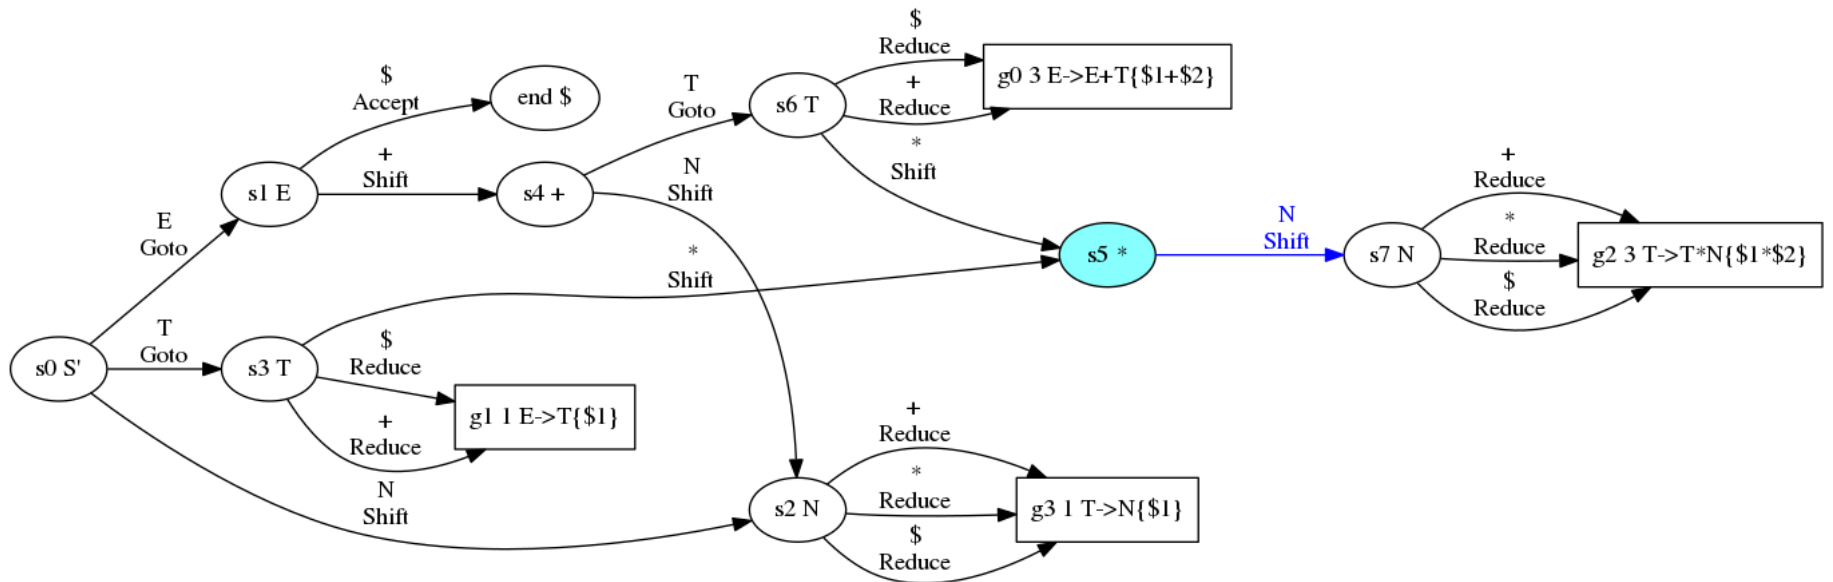 $
Reduce
g0 3 E->E+T{$1+$2}
+
Reduce
s6 T
*
Shift
T
Goto
$
Accept
end $
+
Shift
s1 E
s4 +
N
Shift
E
Goto
*
Shift
s5 *
N
Shift
s7 N
+
Reduce
*
Reduce
$
Reduce
g2 3 T->T*N{$1*$2}
s0 S'
T
Goto
s3 T
$
Reduce
+
Reduce
g1 1 E->T{$1}
N
Shift
s2 N
+
Reduce
*
Reduce
$
Reduce
g3 1 T->N{$1}